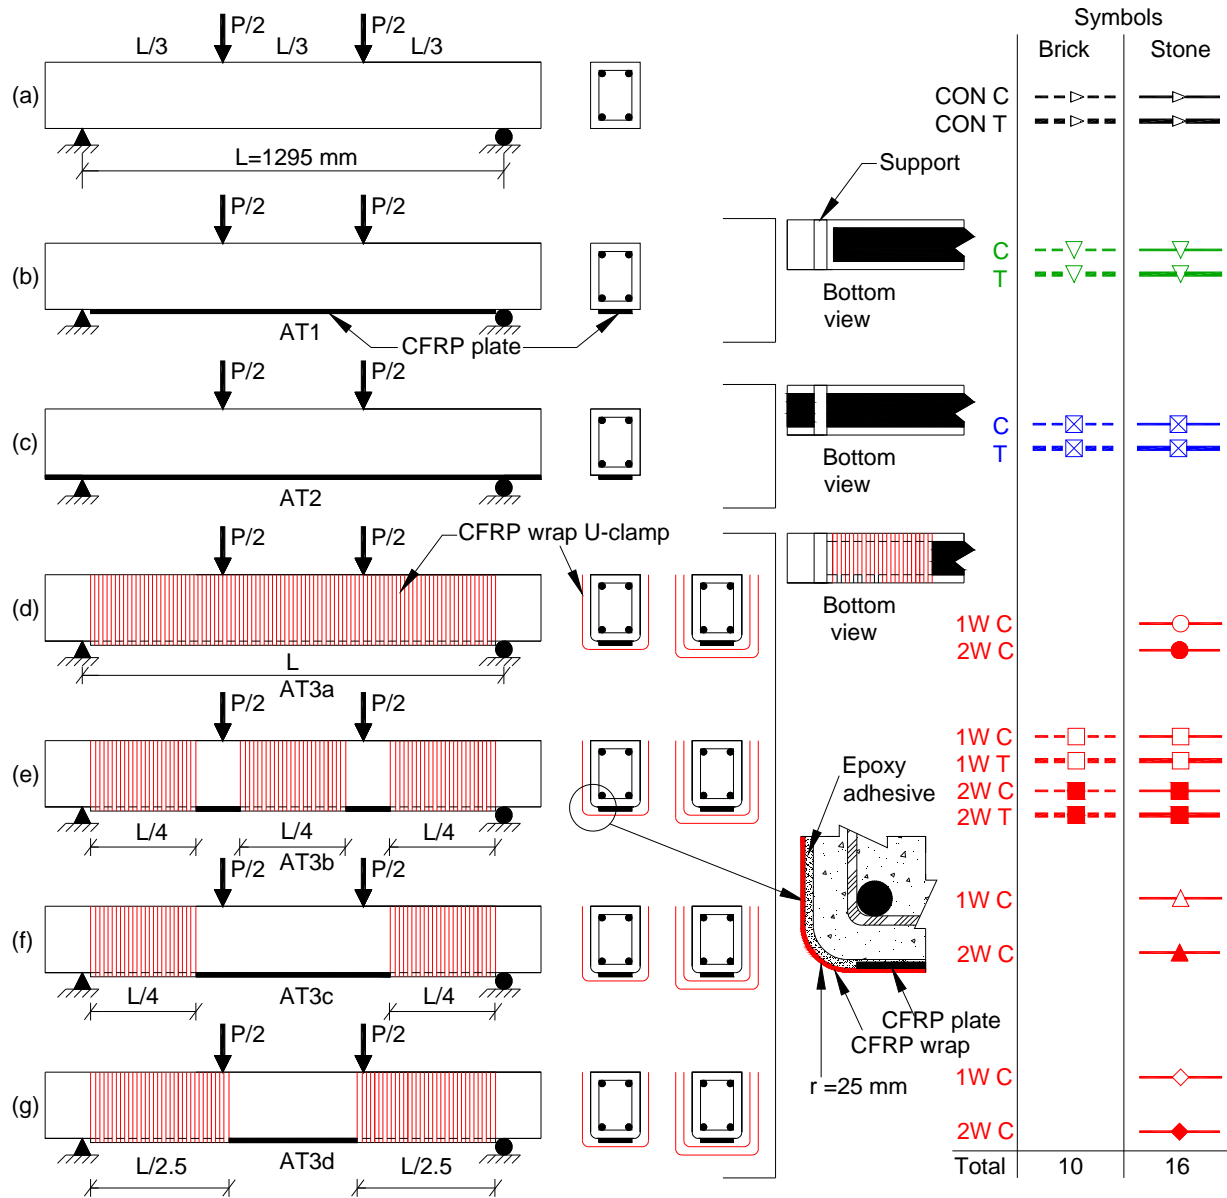 Symbols
Brick Stone
P/2 P/2
L/3 L/3 L/3
(a)
CON C
CON T
L=1295 mm
Support
P/2 P/2
(b)
C
T
AT1
CFRP plate
Bottom
view
P/2 P/2
(c)
C
T
AT2
Bottom
view
CFRP wrap U-clamp
P/2 P/2
(d)
Bottom
view
1W C
2W C
L
AT3a
P/2 P/2
(e)
1W C
1W T
2W C
2W T
Epoxy
adhesive
L/4 L/4 L/4
AT3b
P/2 P/2
(f)
1W C
2W C
L/4 AT3c L/4
CFRP plate
CFRP wrap
r =25 mm
P/2 P/2
(g)
1W C
2W C
L/2.5 AT3d L/2.5
Total 10 16